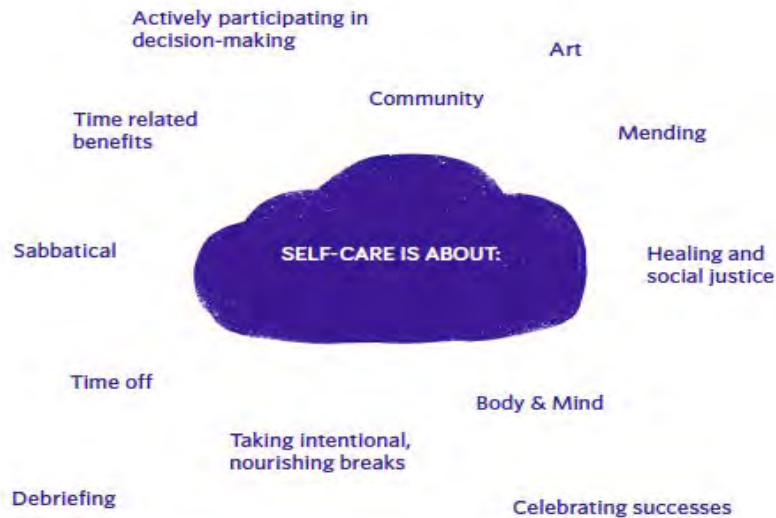 Actively participating in
decision-making
Art
Community
Time related
benefits
Mending
Sabbatical
SELF-CARE IS ABOUT:
Healing and
social justice
Time off
Body & Mind
Taking intentional,
nourishing breaks
Debriefing
Celebrating successes